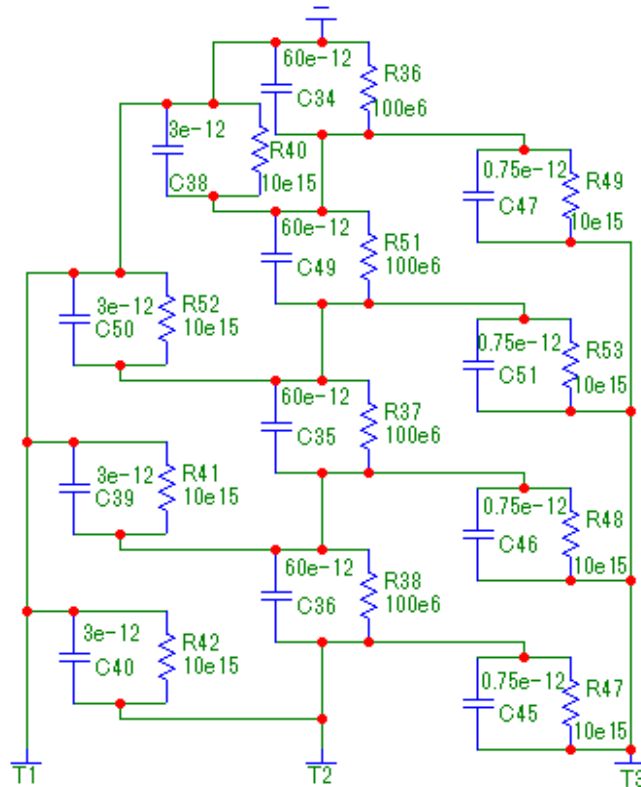 60e-12
R36
C34
100e6
3e-12
R40
C38
10e15
0.75e-12
R49
C47
10e15
60e-12
R51
C49
100e6
3e-12
R52
C50
10e15
0.75e-12
R53
C51
10e15
60e-12
R37
C35
100e6
3e-12
R41
C39
10e15
0.75e-12
R48
C46
10e15
60e-12
R38
C36
100e6
3e-12
R42
C40
10e15
0.75e-12
R47
C45
10e15
T1
T2
T3